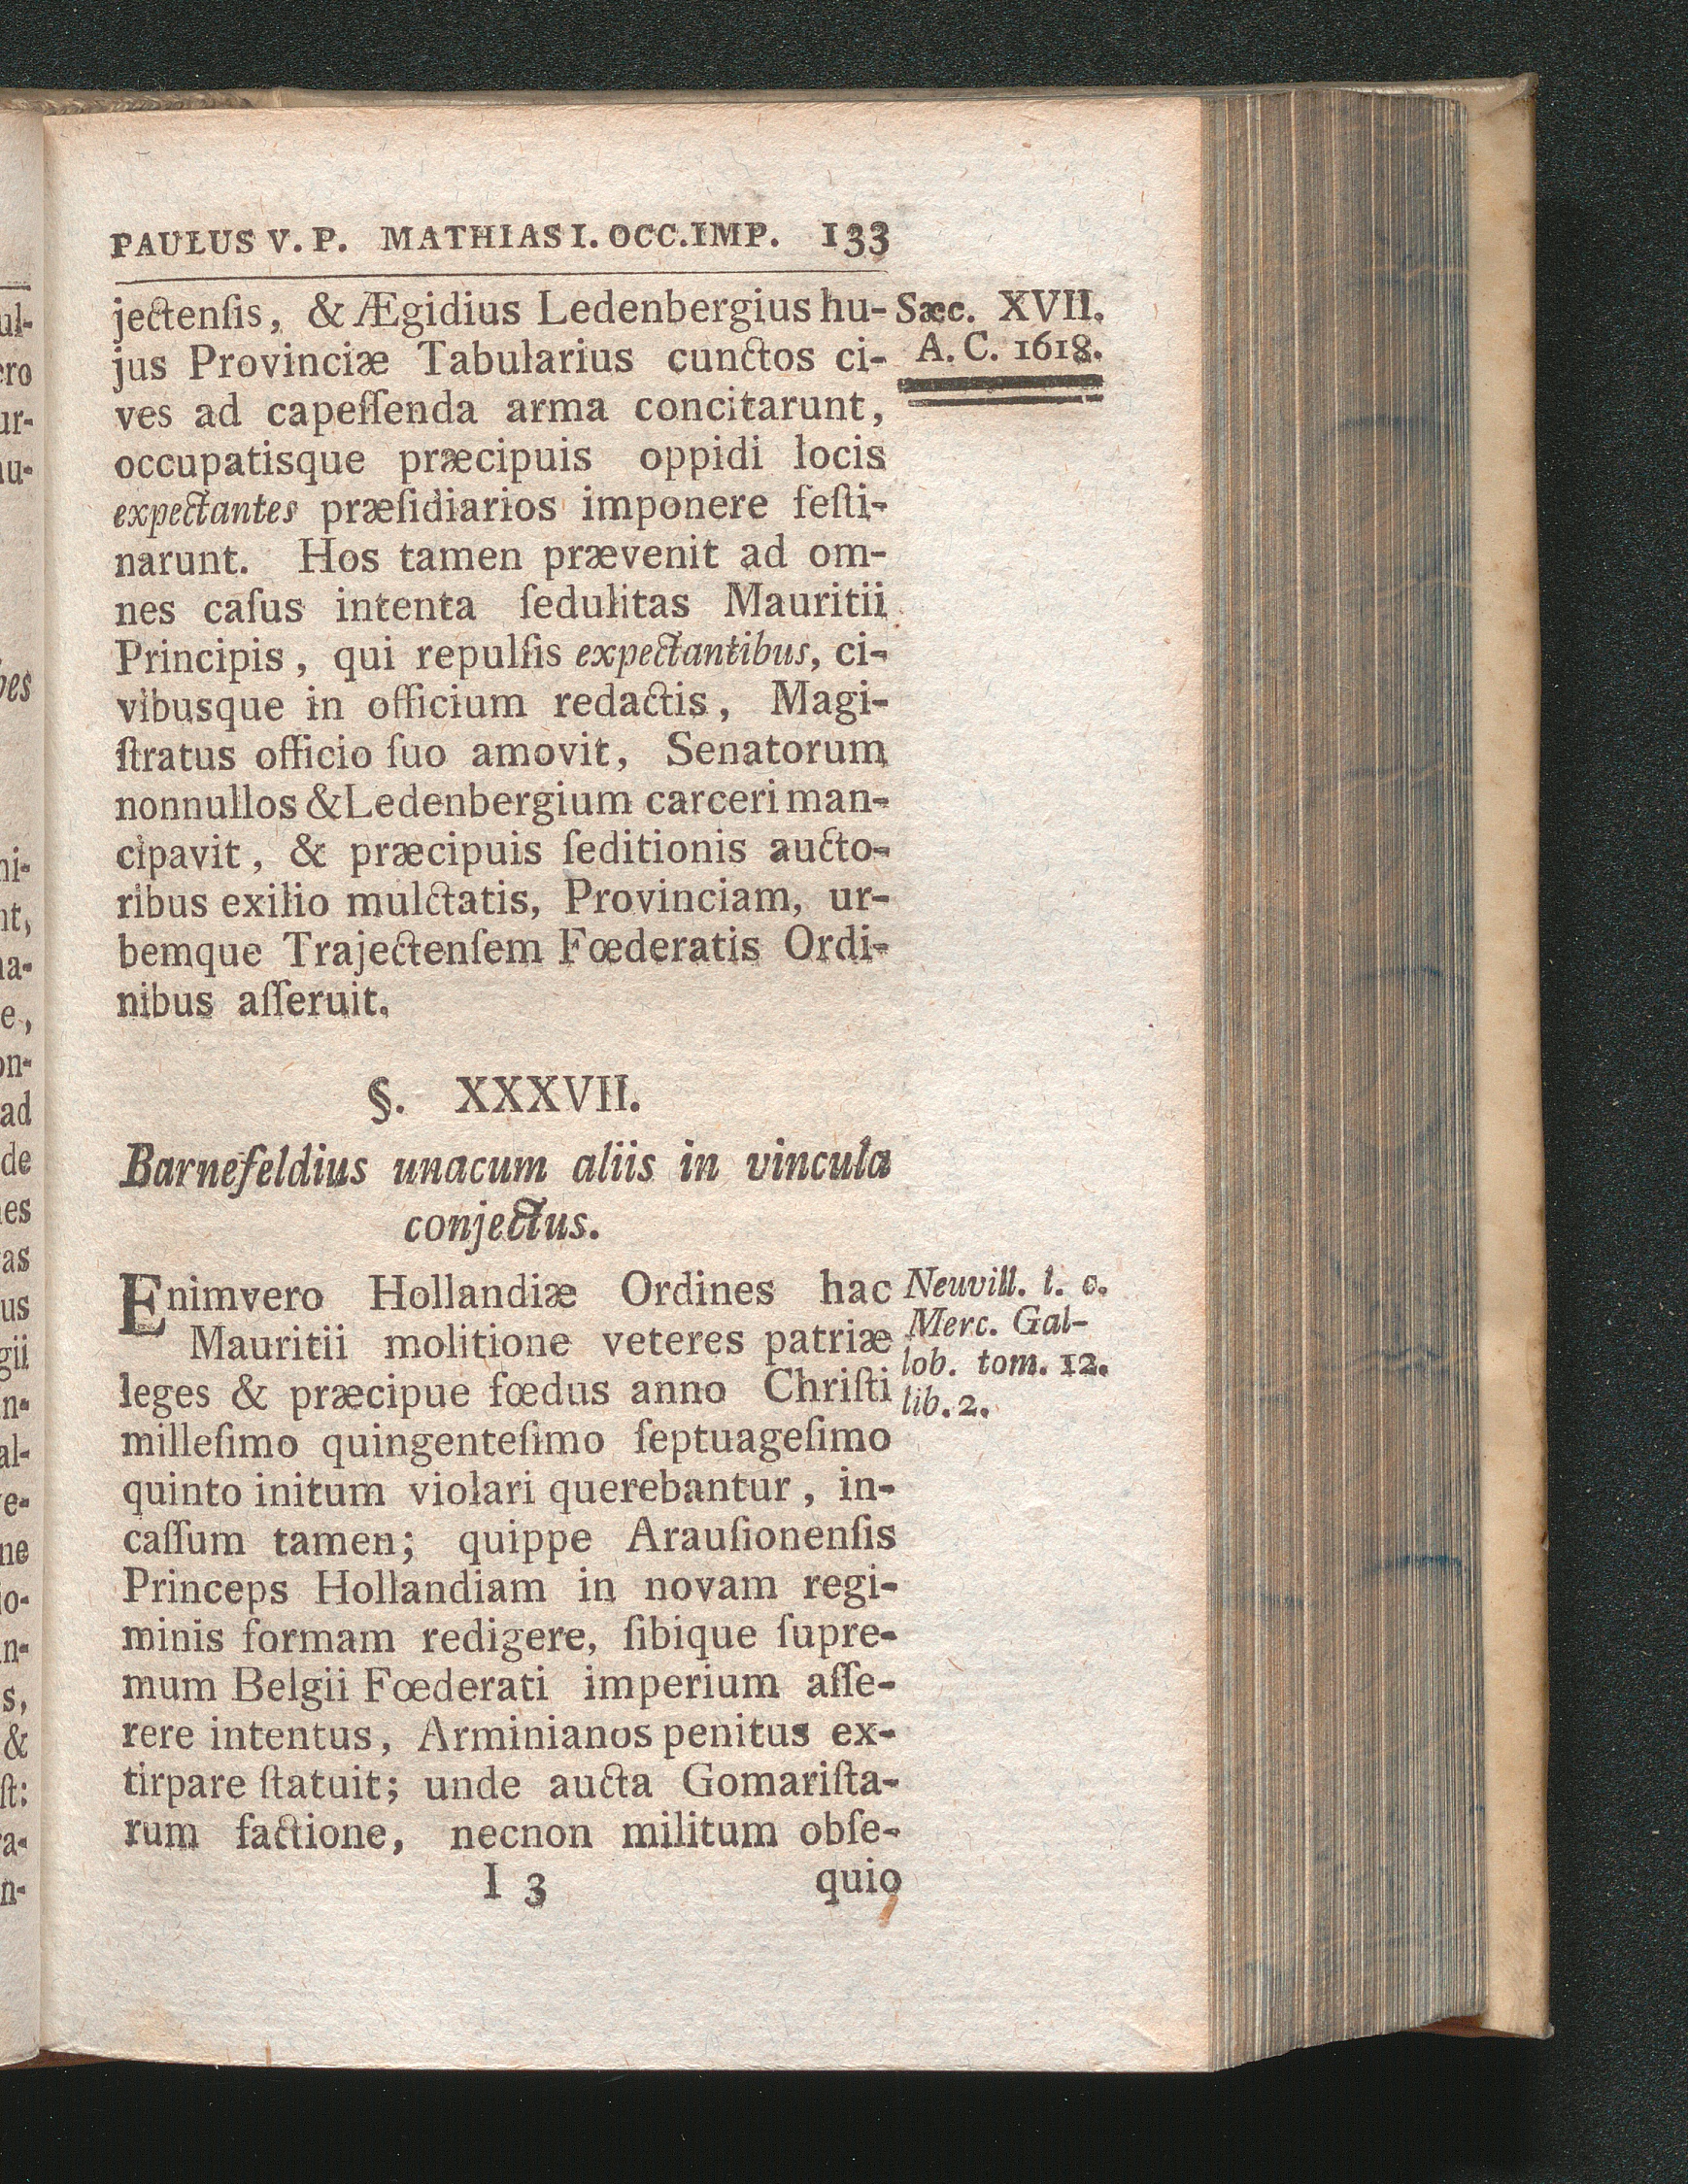 PAULUS V. P. MATHIAS I. OCC. IMP. 133
Sæc. XVII.
A. C. 1618.
jectenſis, & Ægidius Ledenbergius hu-
jus Provinciæ Tabularius cunctos ci-
ves ad capeſſenda arma concitarunt,
occupatisque præcipuis oppidi locis
expectantes præſidiarios imponere feſti-
narunt. Hos tamen prævenit ad om-
nes caſus intenta ſedulitas Mauritii
Principis, qui repulſis expectantibus, ci-
vibusque in officium redactis, Magi-
ſtratus officio ſuo amovit, Senatorum
nonnullos & Ledenbergium carceri man-
cipavit, & præcipuis ſeditionis aucto-
ribus exilio mulctatis, Provinciam, ur-
bemque Trajectenſem Fœderatis Ordi-
nibus aſſeruit.
§. XXXVII.
Barnefeldius unacum aliis in vincula
conjectus.
Enimvero Hollandiæ Ordines hac
Mauritii molitione veteres patriæ
leges & præcipue fœdus anno Chriſti
milleſimo quingenteſimo ſeptuageſimo
quinto initum violari querebantur, in-
caſſum tamen; quippe Arauſionenſis
Princeps Hollandiam in novam regi-
minis formam redigere, ſibique ſupre-
mum Belgii Fœderati imperium aſſe-
rere intentus, Arminianos penitus ex-
tirpare ſtatuit; unde aucta Gomariſta-
rum factione, necnon militum obſe-
Neuvill. l. c.
Merc. Gal-
lob. tom. 12.
lib. 2.
I 3
quio